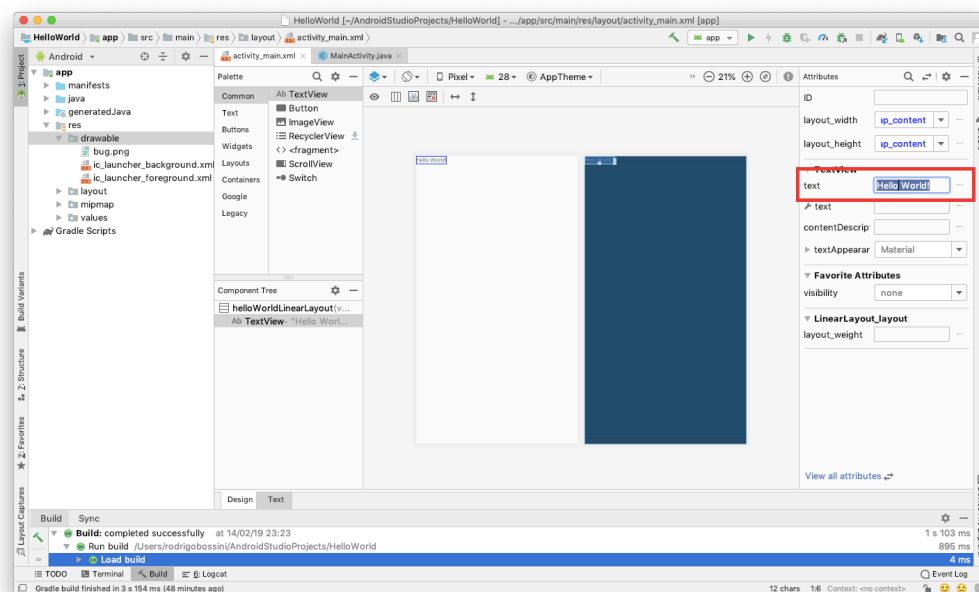 HelloWorld [~/AndroidStudioProjects/HelloWorld] - .../app/src/main/res/layout/activity_main.xml [app]
HelloWorld app src main res layout activity_main.xml
app
Android
activity_main.xml
MainActivity.java
1: Project
app
manifests
java
generatedJava
res
drawable
bug.png
ic_launcher_background.xml
ic_launcher_foreground.xml
layout
mipmap
values
Gradle Scripts
Palette
Common
Text
Buttons
Widgets
Layouts
Containers
Google
Legacy
Ab TextView
Button
ImageView
RecyclerView
<fragment>
ScrollView
Switch
Component Tree
helloWorldLinearLayout(v...
Ab TextView- "Hello Worl...
Pixel 28 AppTheme
21%
Hello World!
Attributes
ID
layout_width
layout_height
TextView
text Hello World!
text
contentDescrip
textAppearar Material
Favorite Attributes
visibility none
LinearLayout_layout
layout_weight
View all attributes
Design Text
Build Variants
Z: Structure
2: Favorites
Layout Captures
Build Sync
Build: completed successfully at 14/02/19 23:23 1 s 103 ms
Run build /Users/rodrigobossini/AndroidStudioProjects/HelloWorld 895 ms
Load build 4 ms
TODO Terminal Build 6: Logcat Event Log
Gradle build finished in 3 s 154 ms (48 minutes ago) 12 chars 1:6 Context: <no context>